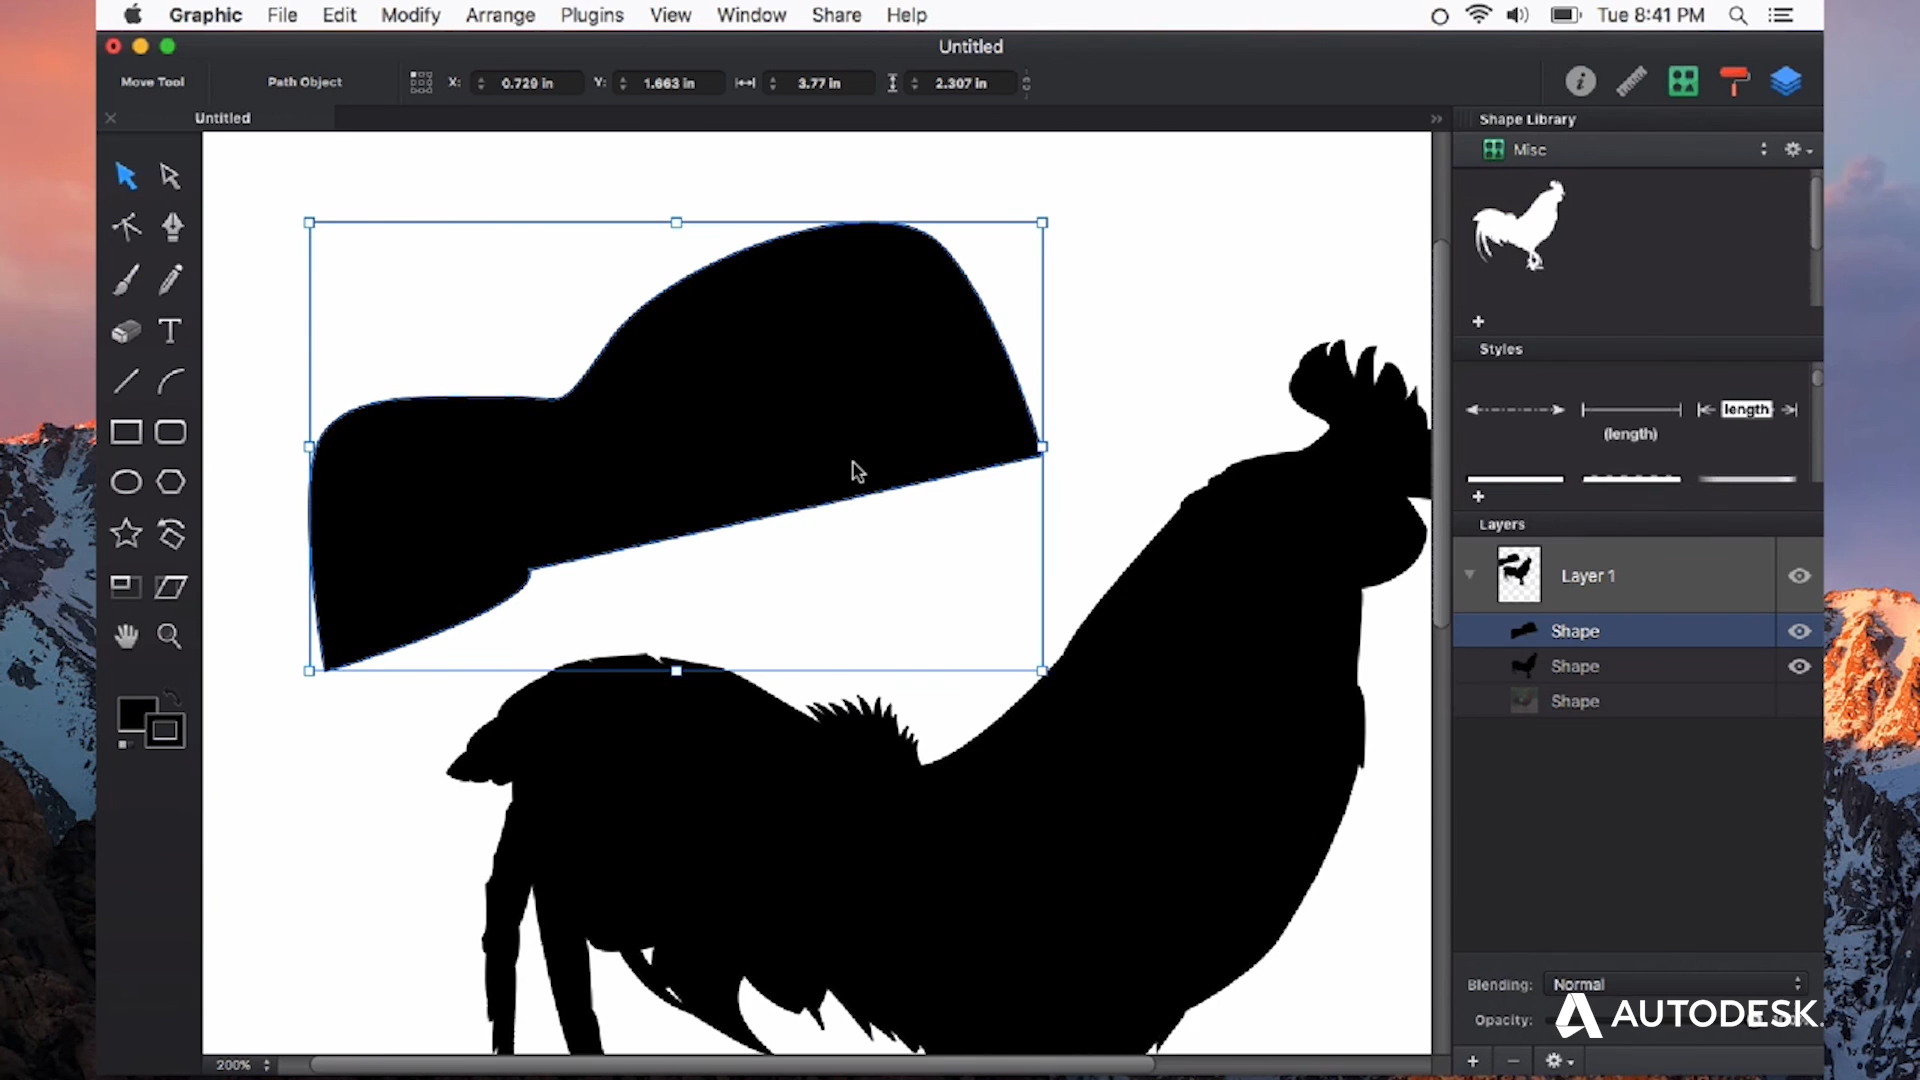 Graphic File Edit Modify Arrange Plugins View Window Share Help Tue 8:41 PM
Untitled
Move Tool Path Object X: 0.729 in Y: 1.663 in 3.77 in 2.307 in
Untitled
Shape Library
Misc
Styles
length
(length)
Layers
Layer 1
Shape
Shape
Shape
Blending: Normal
Opacity:
AUTODESK.
200%